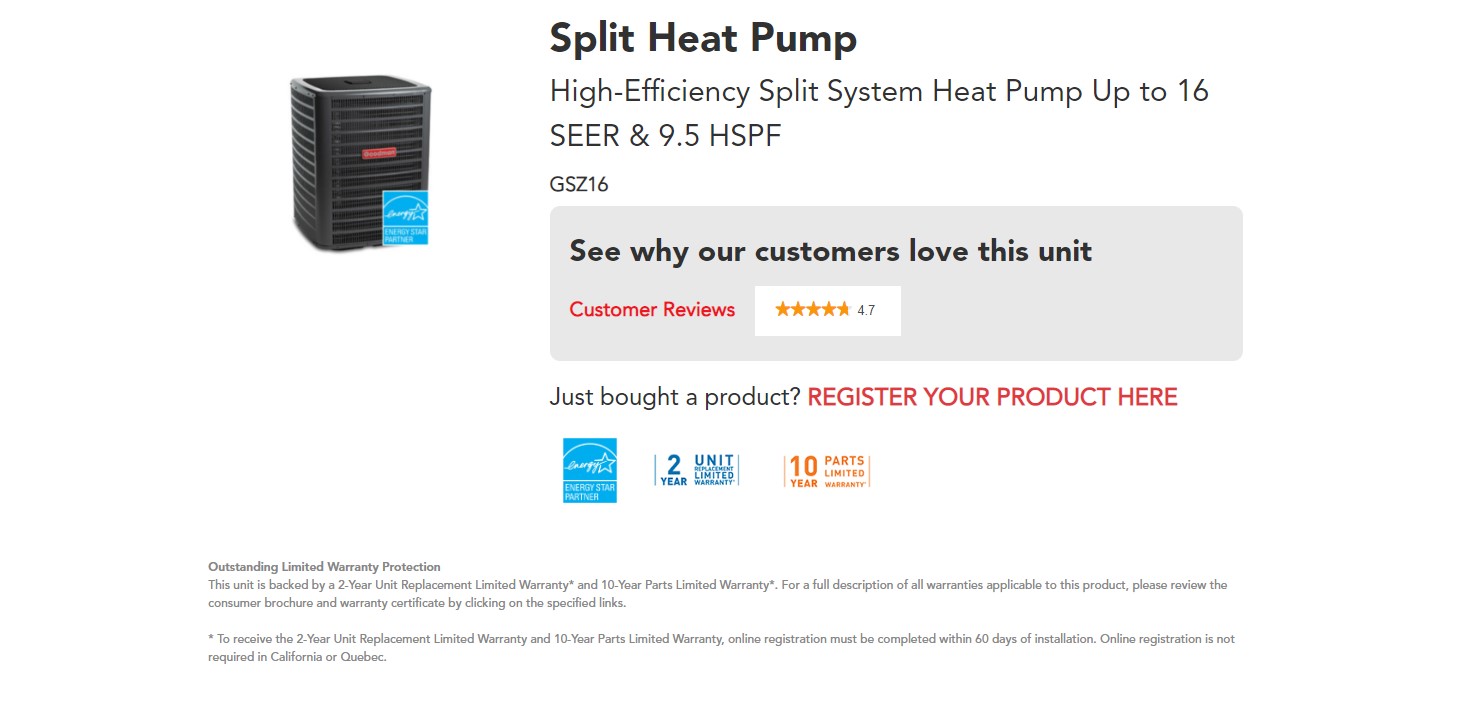 Split Heat Pump
High-Efficiency Split System Heat Pump Up to 16
SEER & 9.5 HSPF
GSZ16
Goodman
energy
ENERGY STAR
PARTNER
See why our customers love this unit
Customer Reviews 4.7
Just bought a product? REGISTER YOUR PRODUCT HERE
energy
ENERGY STAR
PARTNER
2 YEAR UNIT REPLACEMENT LIMITED WARRANTY*
10 YEAR PARTS LIMITED WARRANTY*
Outstanding Limited Warranty Protection
This unit is backed by a 2-Year Unit Replacement Limited Warranty* and 10-Year Parts Limited Warranty*. For a full description of all warranties applicable to this product, please review the
consumer brochure and warranty certificate by clicking on the specified links.
* To receive the 2-Year Unit Replacement Limited Warranty and 10-Year Parts Limited Warranty, online registration must be completed within 60 days of installation. Online registration is not
required in California or Quebec.